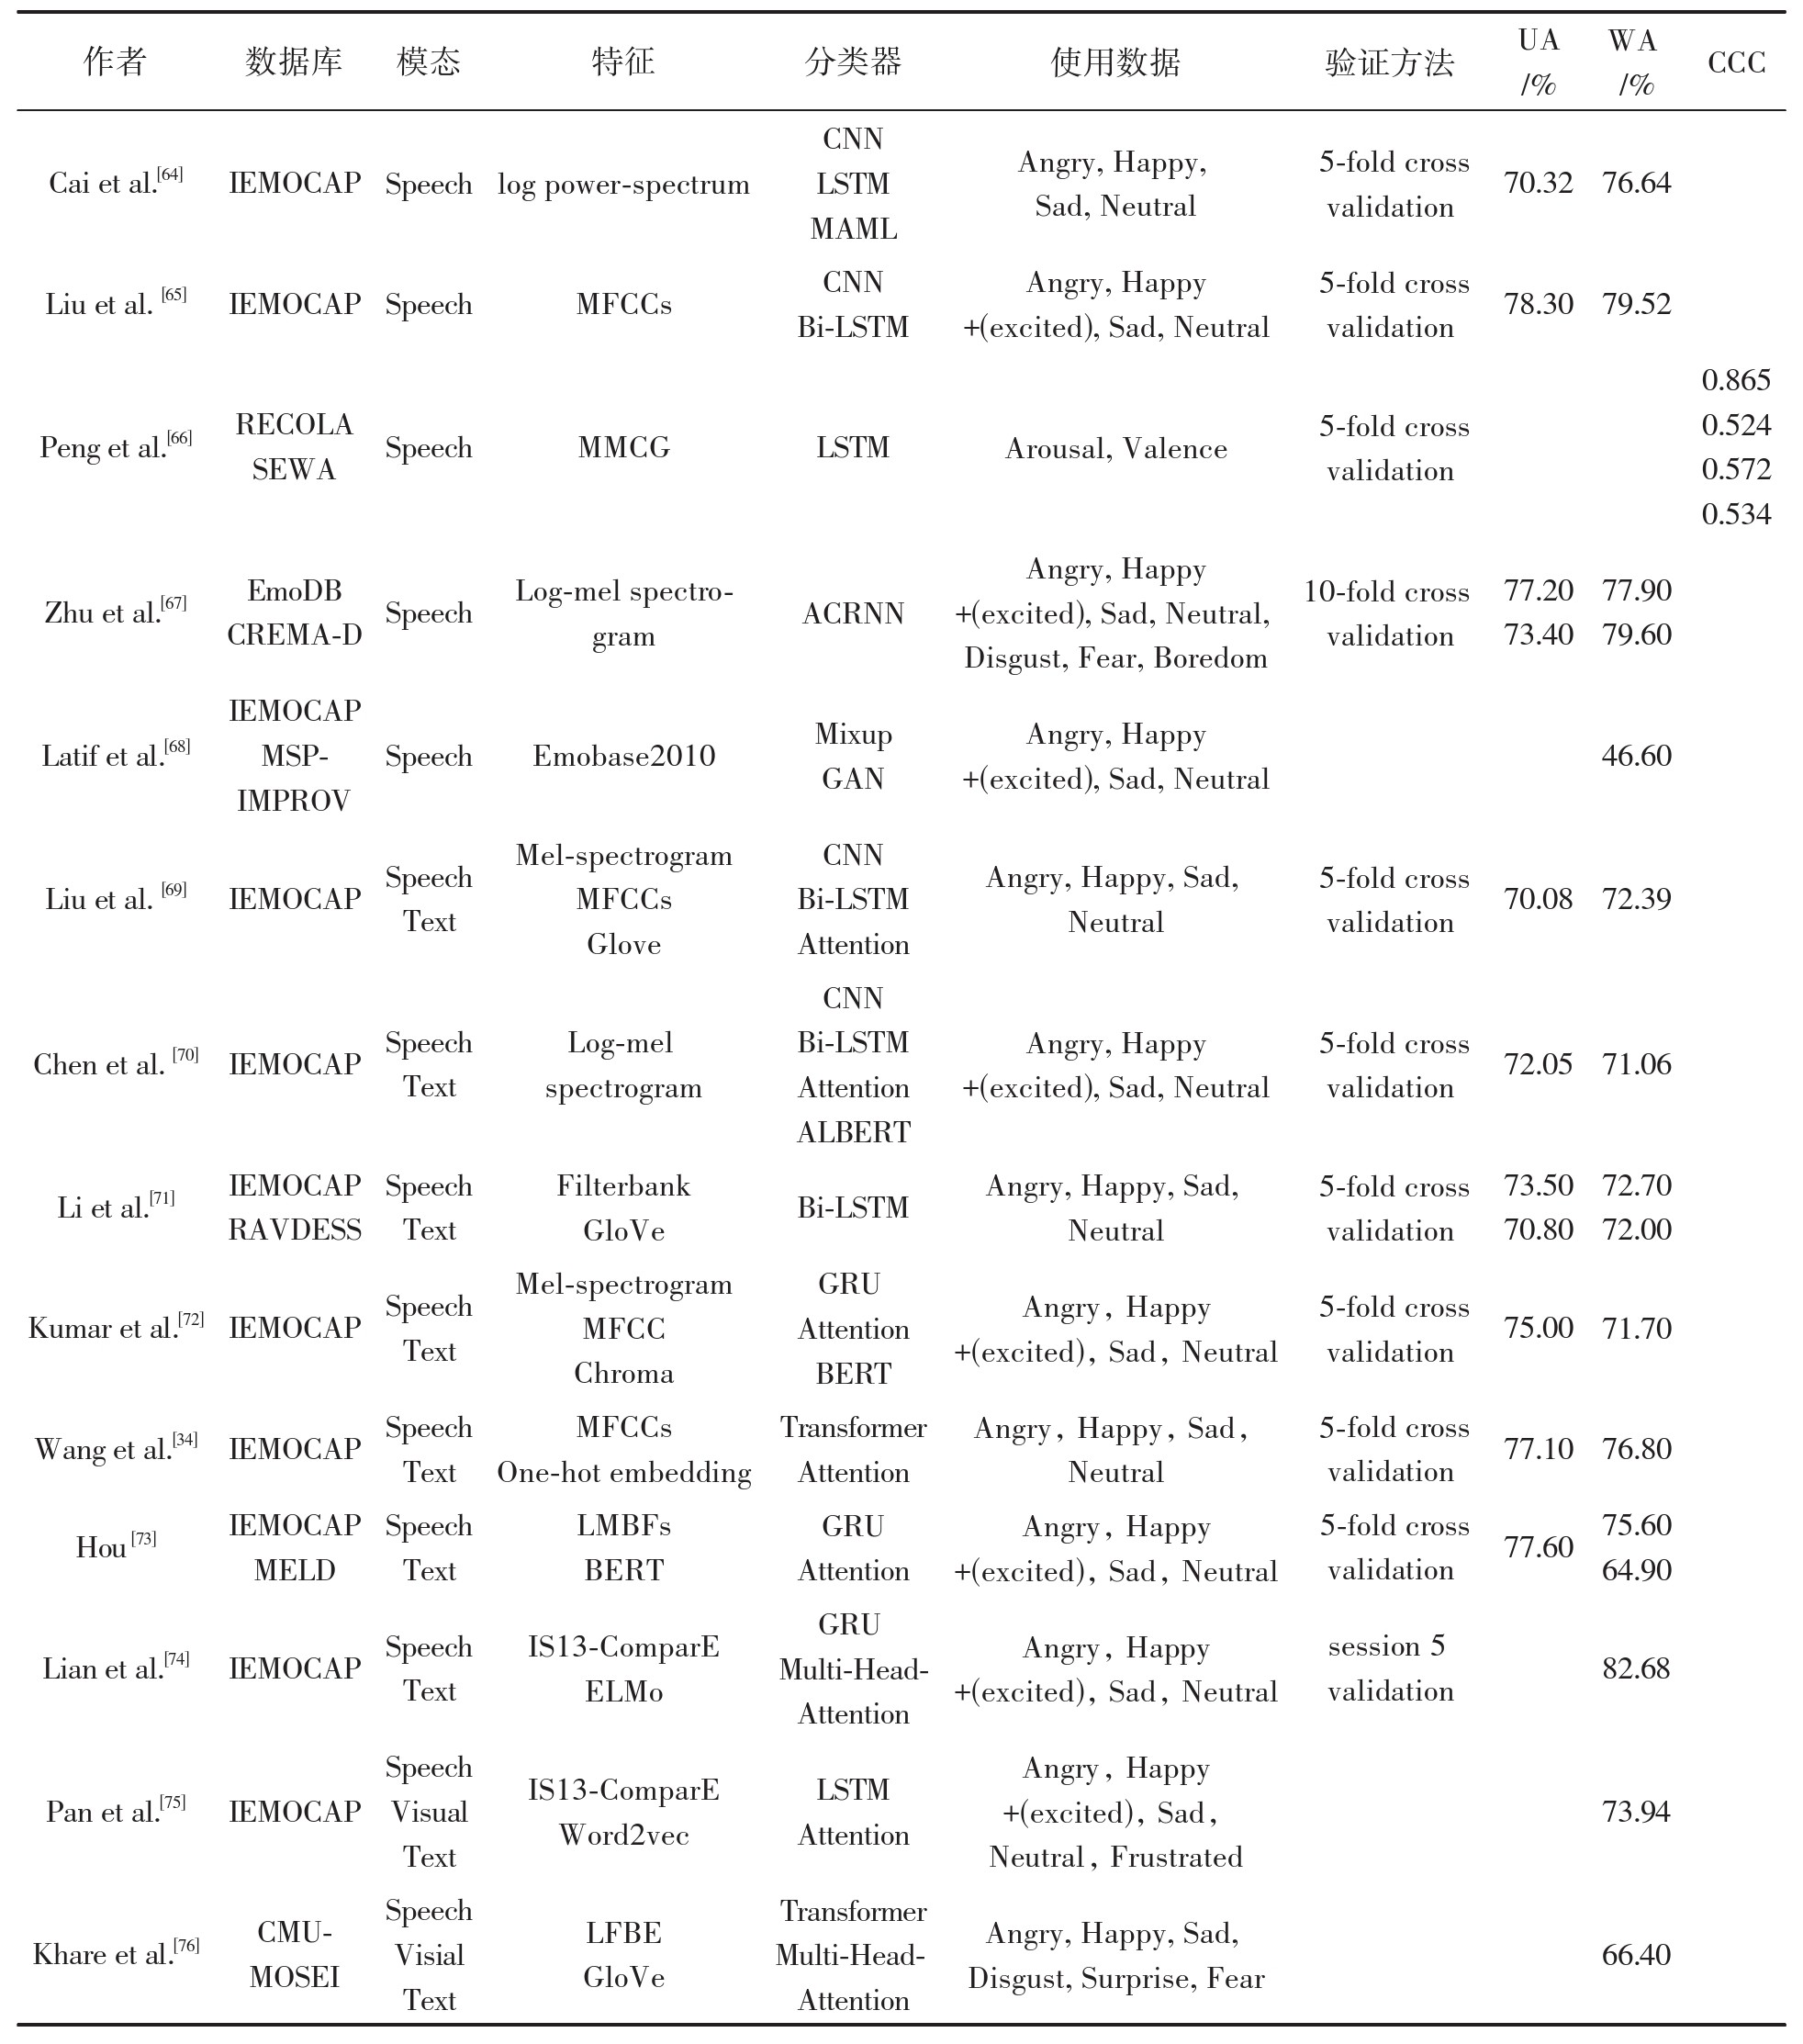 作者 数据库 模态 特征 分类器 使用数据 验证方法 UA /% WA /% CCC
Cai et al.[64] IEMOCAP Speech log power-spectrum CNN LSTM MAML Angry, Happy, Sad, Neutral 5-fold cross validation 70.32 76.64
Liu et al. [65] IEMOCAP Speech MFCCs CNN Bi-LSTM Angry, Happy +(excited), Sad, Neutral 5-fold cross validation 78.30 79.52
Peng et al.[66] RECOLA SEWA Speech MMCG LSTM Arousal, Valence 5-fold cross validation 0.865 0.524 0.572 0.534
Zhu et al.[67] EmoDB CREMA-D Speech Log-mel spectro-gram ACRNN Angry, Happy +(excited), Sad, Neutral, Disgust, Fear, Boredom 10-fold cross validation 77.20 73.40 77.90 79.60
Latif et al.[68] IEMOCAP MSP-IMPROV Speech Emobase2010 Mixup GAN Angry, Happy +(excited), Sad, Neutral 46.60
Liu et al. [69] IEMOCAP Speech Text Mel-spectrogram MFCCs Glove CNN Bi-LSTM Attention Angry, Happy, Sad, Neutral 5-fold cross validation 70.08 72.39
Chen et al. [70] IEMOCAP Speech Text Log-mel spectrogram CNN Bi-LSTM Attention ALBERT Angry, Happy +(excited), Sad, Neutral 5-fold cross validation 72.05 71.06
Li et al.[71] IEMOCAP RAVDESS Speech Text Filterbank GloVe Bi-LSTM Angry, Happy, Sad, Neutral 5-fold cross validation 73.50 70.80 72.70 72.00
Kumar et al.[72] IEMOCAP Speech Text Mel-spectrogram MFCC Chroma GRU Attention BERT Angry, Happy +(excited), Sad, Neutral 5-fold cross validation 75.00 71.70
Wang et al.[34] IEMOCAP Speech Text MFCCs One-hot embedding Transformer Attention Angry, Happy, Sad, Neutral 5-fold cross validation 77.10 76.80
Hou[73] IEMOCAP MELD Speech Text LMBFs BERT GRU Attention Angry, Happy +(excited), Sad, Neutral 5-fold cross validation 77.60 75.60 64.90
Lian et al.[74] IEMOCAP Speech Text IS13-ComparE ELMo GRU Multi-Head-Attention Angry, Happy +(excited), Sad, Neutral session 5 validation 82.68
Pan et al.[75] IEMOCAP Speech Visual Text IS13-ComparE Word2vec LSTM Attention Angry, Happy +(excited), Sad, Neutral, Frustrated 73.94
Khare et al.[76] CMU-MOSEI Speech Visial Text LFBE GloVe Transformer Multi-Head-Attention Angry, Happy, Sad, Disgust, Surprise, Fear 66.40